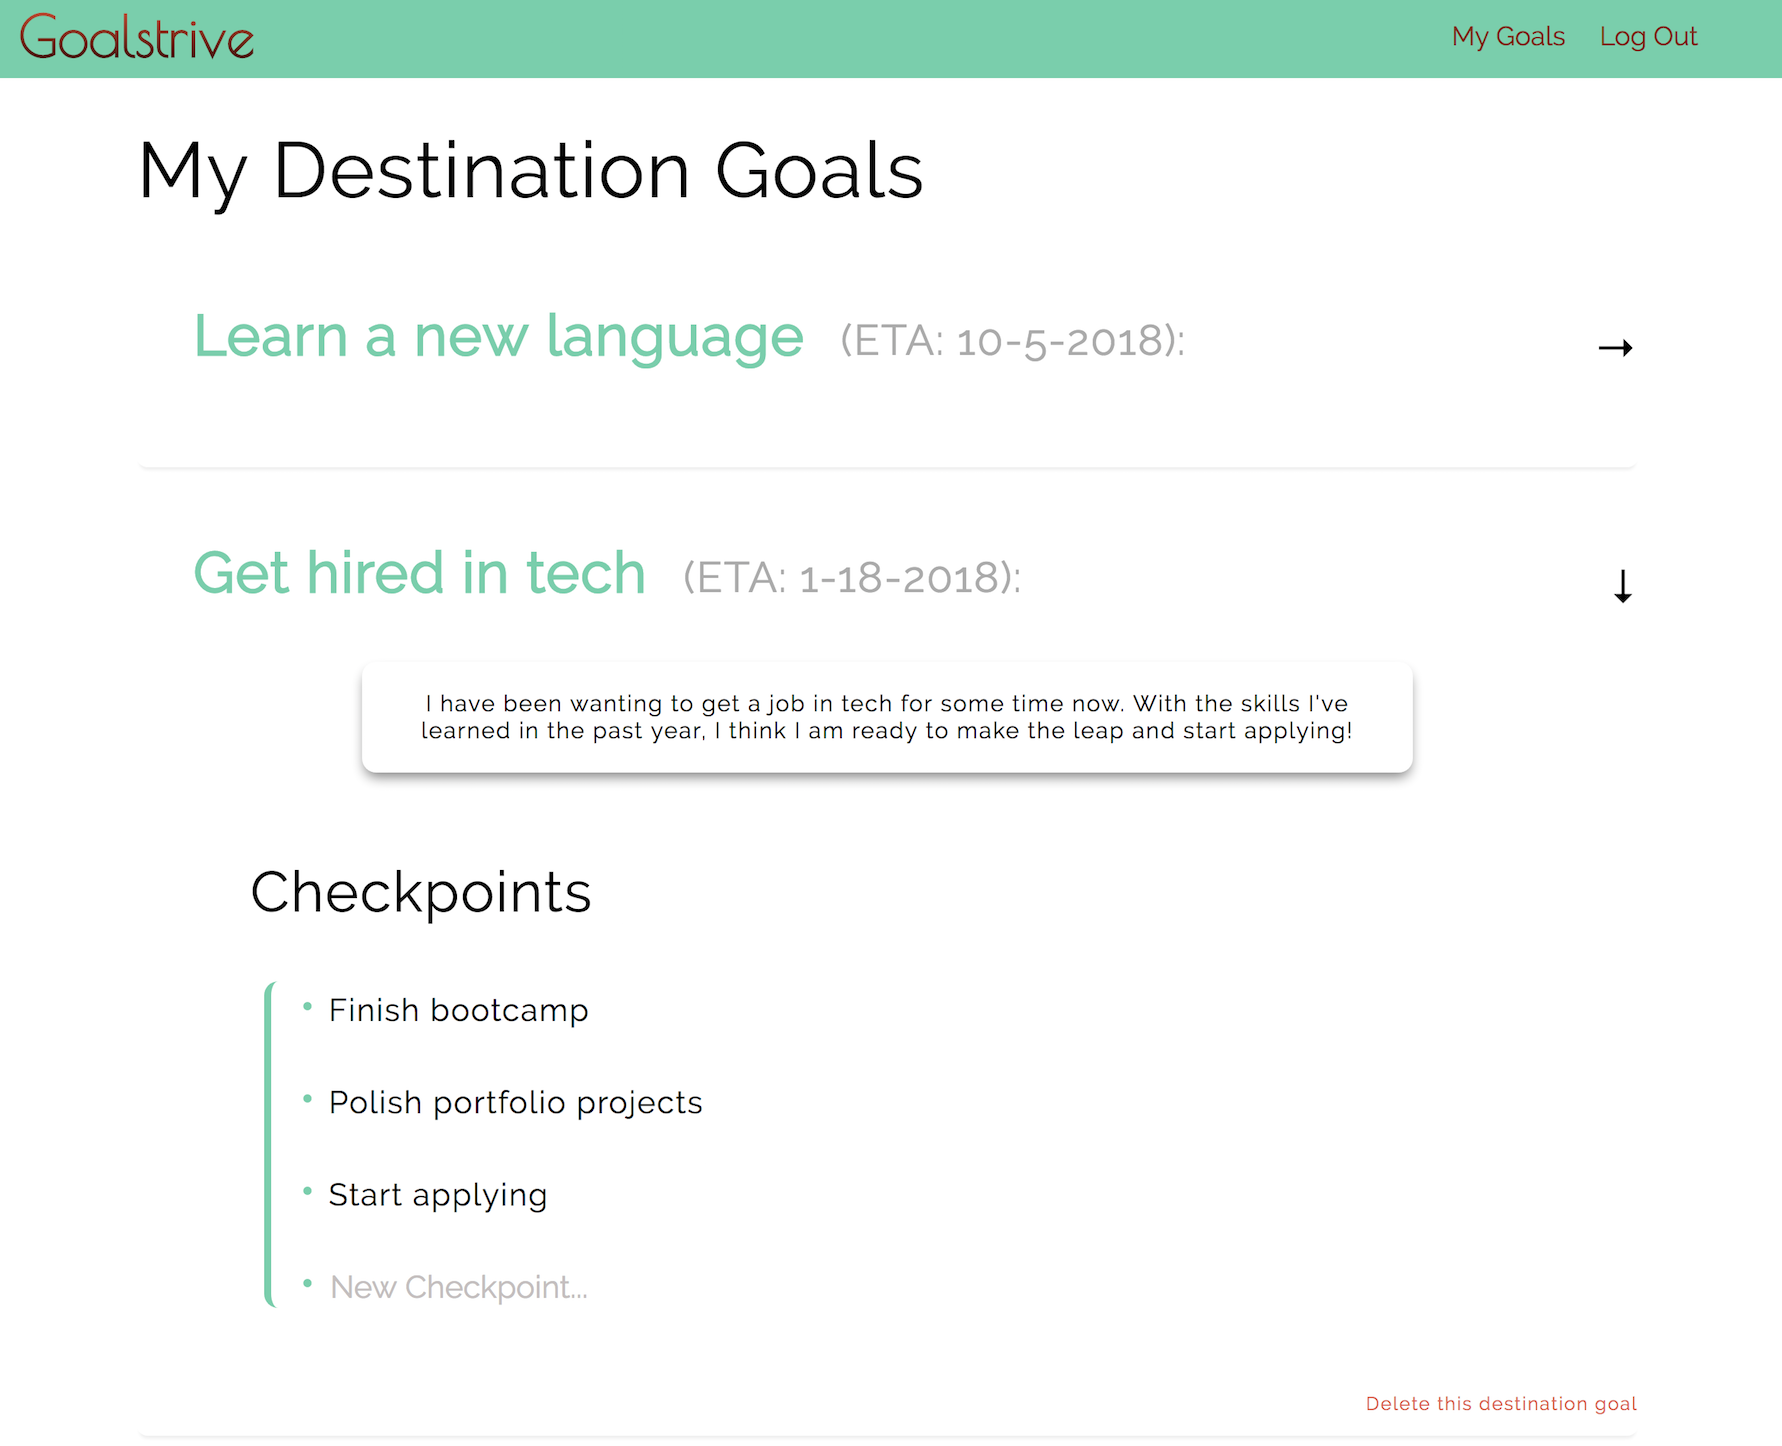 Goalstrive
My Goals
Log Out
My Destination Goals
Learn a new language (ETA: 10-5-2018):
Get hired in tech (ETA: 1-18-2018):
I have been wanting to get a job in tech for some time now. With the skills I've
learned in the past year, I think I am ready to make the leap and start applying!
Checkpoints
Finish bootcamp
Polish portfolio projects
Start applying
New Checkpoint...
Delete this destination goal